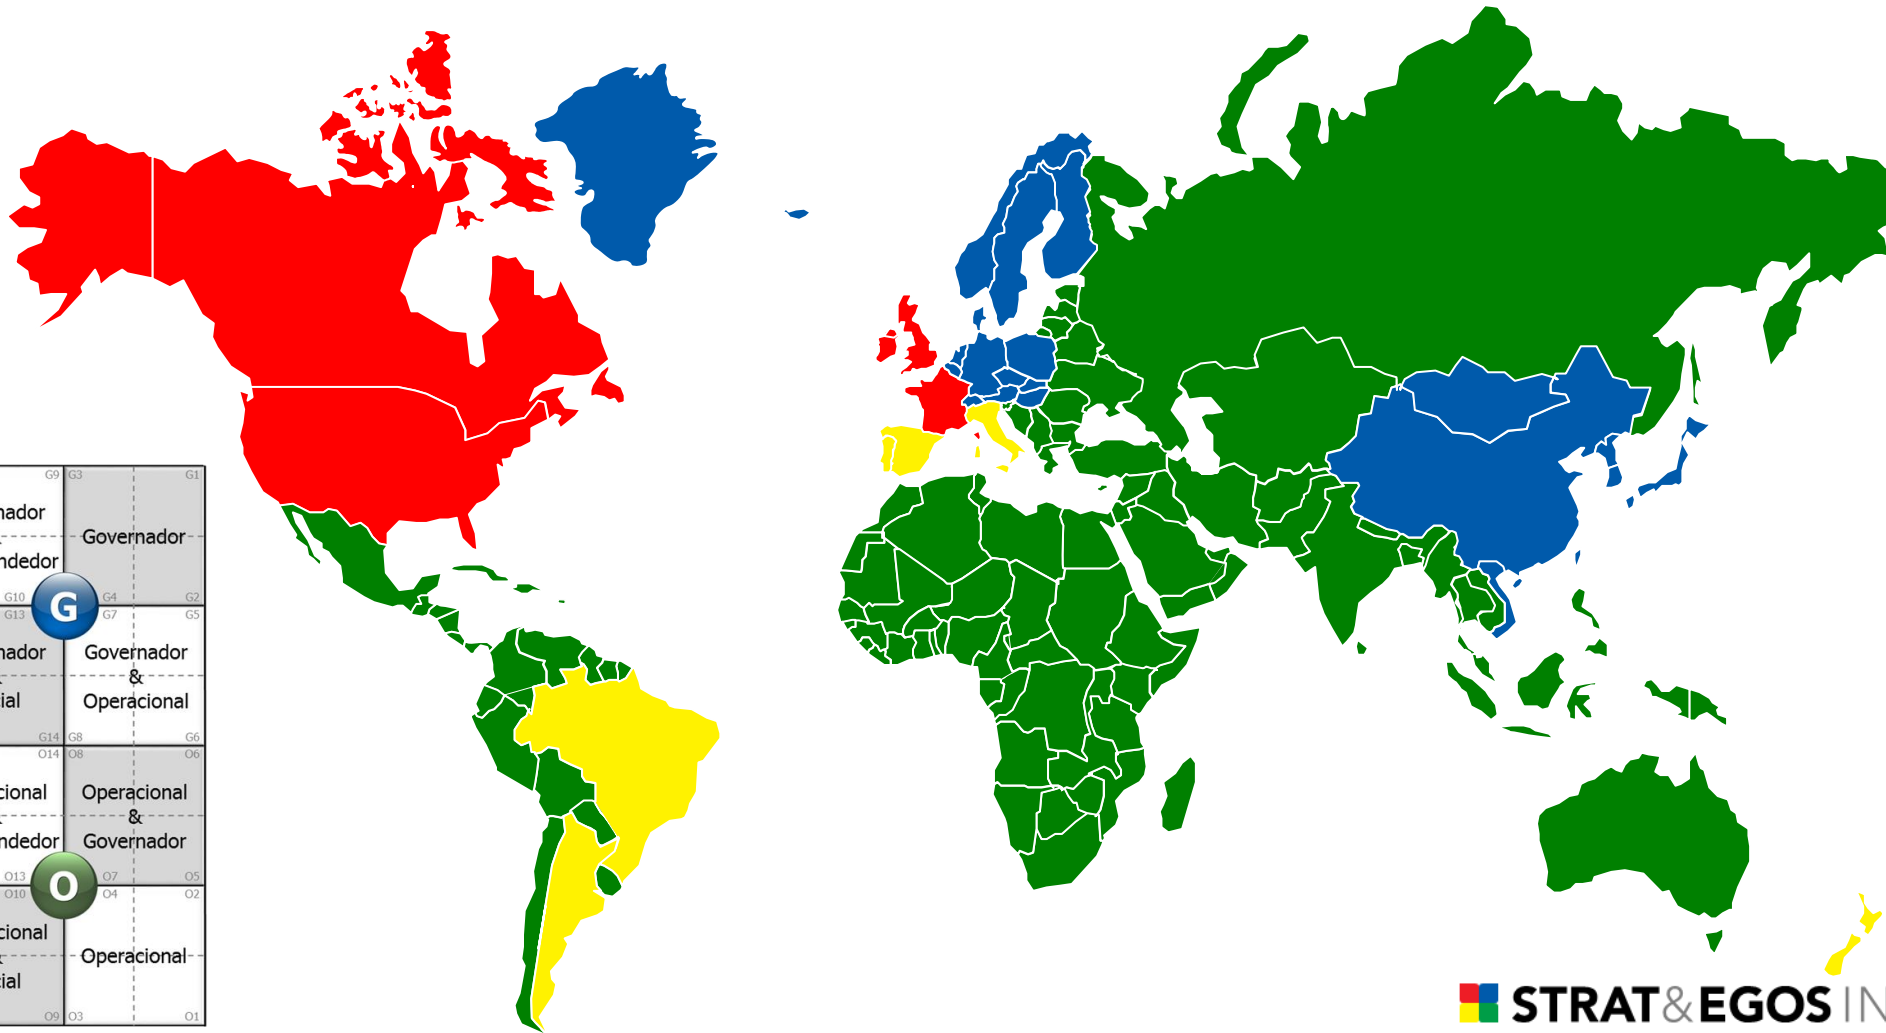 G9 G3 G1
nador
Governador
ndedor
G10 G4 G2
G
G13 G7 G5
nador Governador
&
ial Operacional
G14 G8 G6
O14 O8 O6
cional Operacional
&
ndedor Governador
O13 O7 O5
O
O10 O4 O2
cional
Operacional
ial
O9 O3 O1
STRAT&EGOS IN